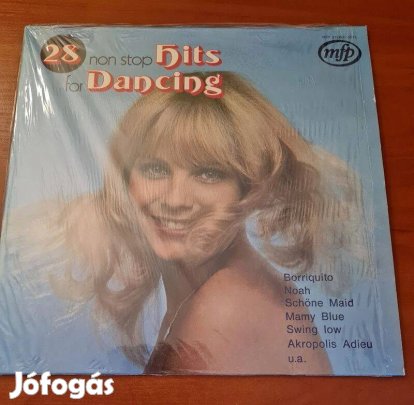 28 non stop Hits
for Dancing
mfp
Borriquito
Noah
Schöne Maid
Mamy Blue
Swing low
Akropolis Adieu
u.a.
Jófogás